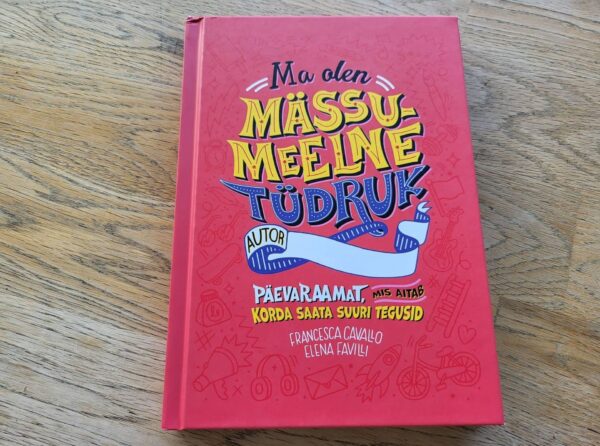 Ma olen
MÄSSU-
MEELNE
TÜDRUK
AUTOR
PÄEVARAAMAT, MIS AITAB
KORDA SAATA SUURI TEGUSID
FRANCESCA CAVALLO
ELENA FAVILLI